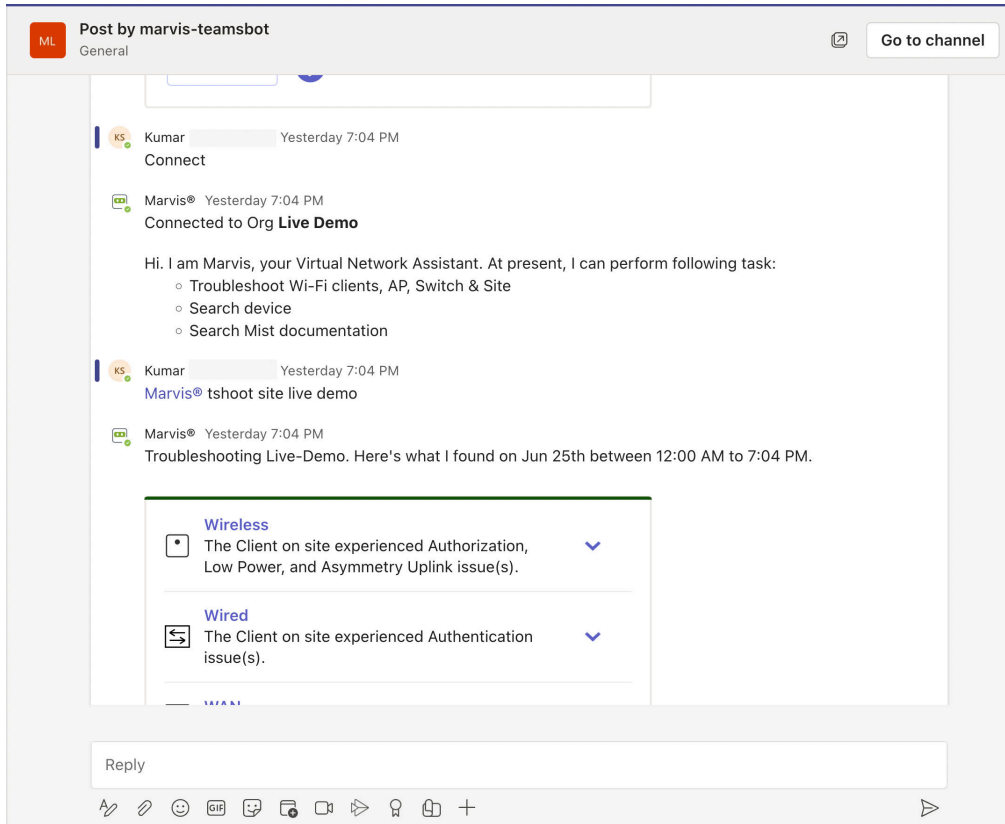 ML
Post by marvis-teamsbot
General
Go to channel
KS
Kumar Yesterday 7:04 PM
Connect
Marvis® Yesterday 7:04 PM
Connected to Org Live Demo
Hi. I am Marvis, your Virtual Network Assistant. At present, I can perform following task:
Troubleshoot Wi-Fi clients, AP, Switch & Site
Search device
Search Mist documentation
KS
Kumar Yesterday 7:04 PM
Marvis® tshoot site live demo
Marvis® Yesterday 7:04 PM
Troubleshooting Live-Demo. Here's what I found on Jun 25th between 12:00 AM to 7:04 PM.
Wireless
The Client on site experienced Authorization,
Low Power, and Asymmetry Uplink issue(s).
Wired
The Client on site experienced Authentication
issue(s).
WAN
Reply
GIF